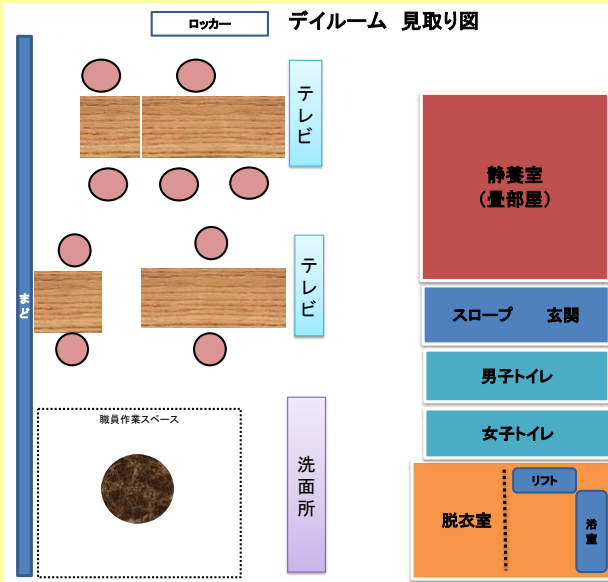 ロッカー
デイルーム 見取り図
テレビ
静養室
（畳部屋）
テレビ
まど
スロープ 玄関
男子トイレ
職員作業スペース
洗面所
女子トイレ
リフト
脱衣室
浴室